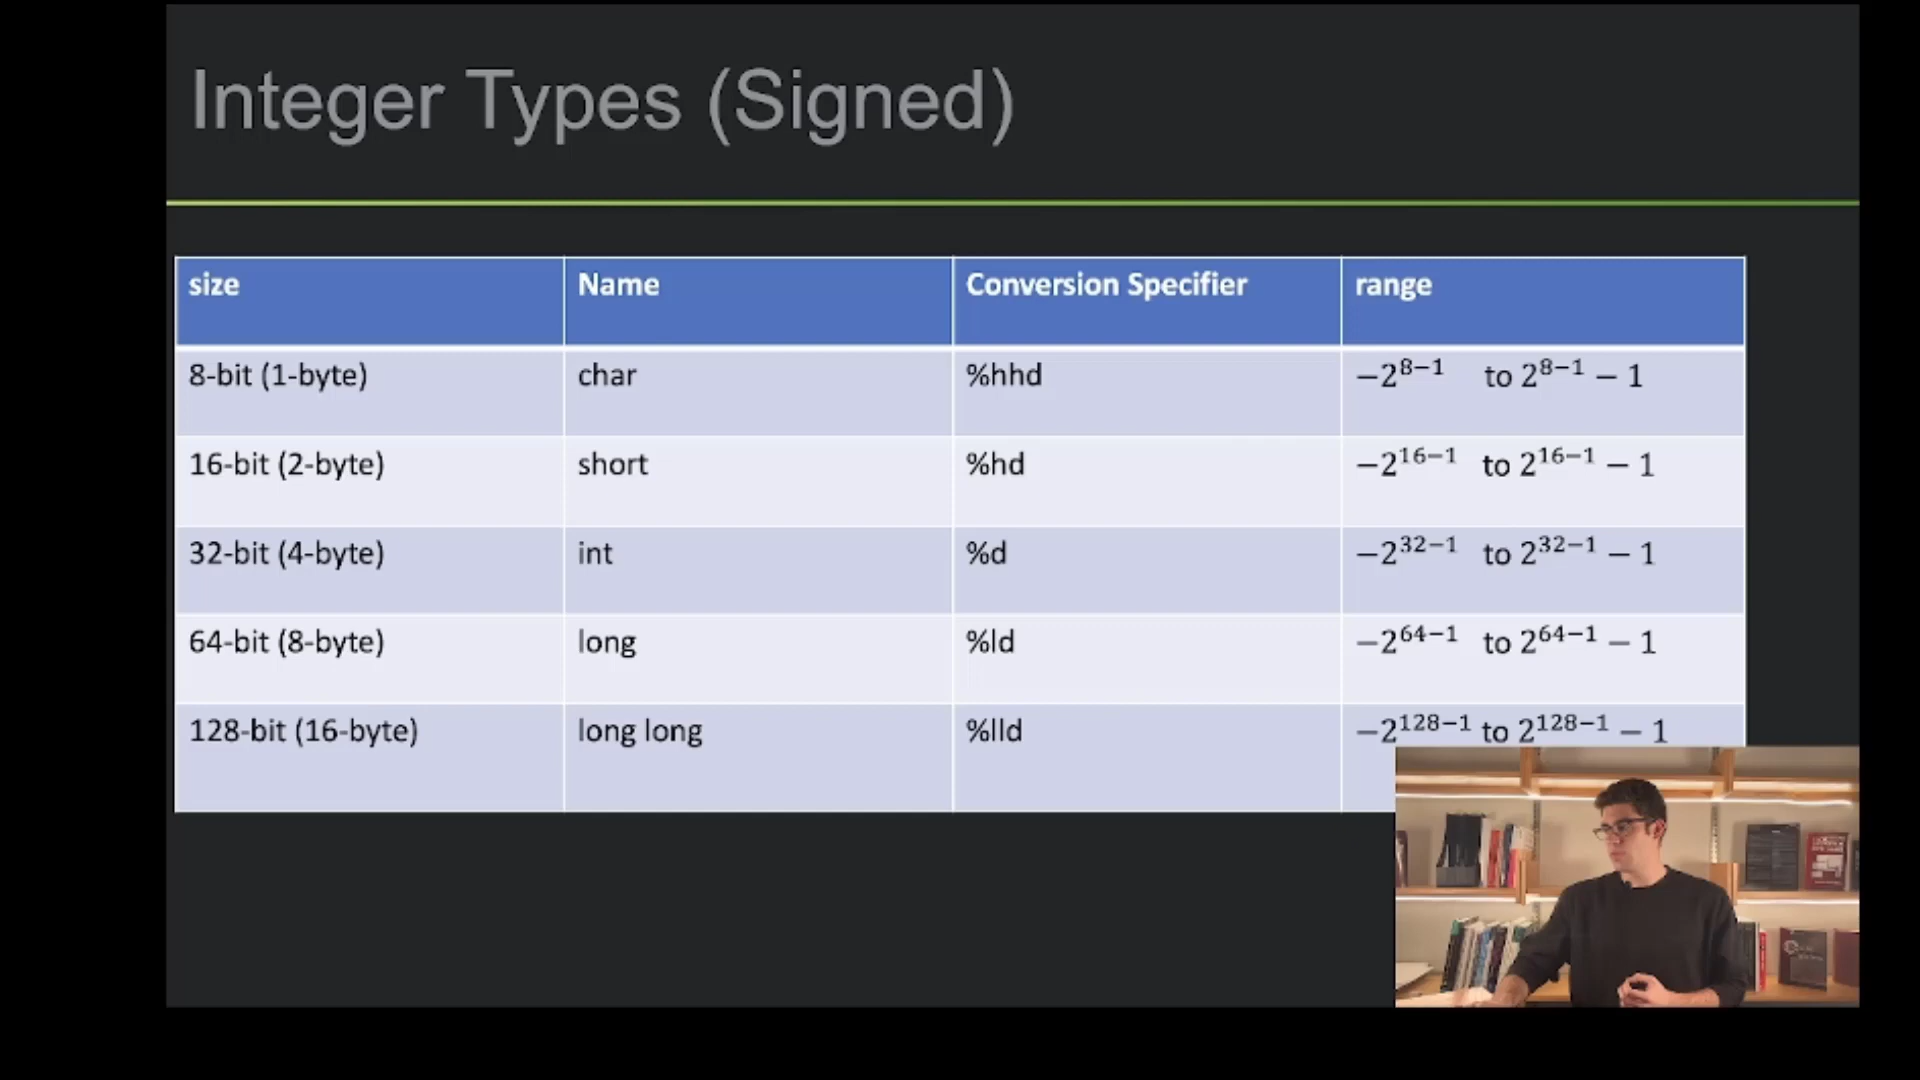 Integer Types (Signed)
size Name Conversion Specifier range
8-bit (1-byte) char %hhd −2^{8−1} to 2^{8−1} − 1
16-bit (2-byte) short %hd −2^{16−1} to 2^{16−1} − 1
32-bit (4-byte) int %d −2^{32−1} to 2^{32−1} − 1
64-bit (8-byte) long %ld −2^{64−1} to 2^{64−1} − 1
128-bit (16-byte) long long %lld −2^{128−1} to 2^{128−1} − 1